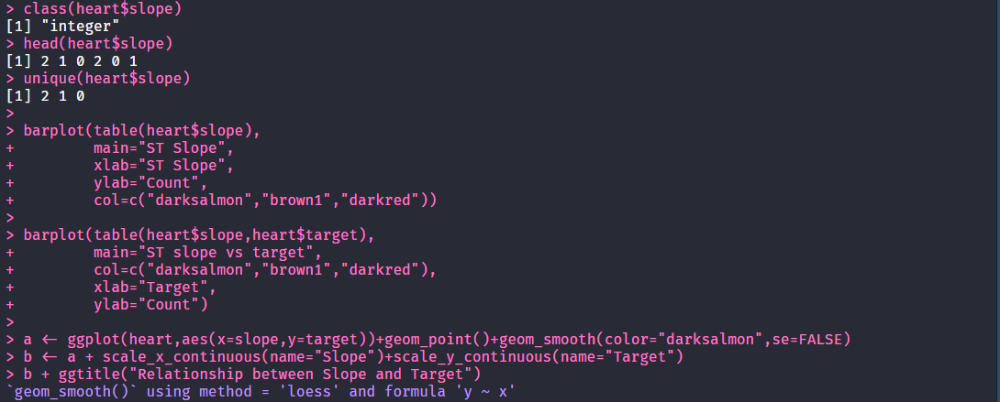 > class(heart$slope)
[1] "integer"
> head(heart$slope)
[1] 2 1 0 2 0 1
> unique(heart$slope)
[1] 2 1 0
>
> barplot(table(heart$slope),
+         main="ST Slope",
+         xlab="ST Slope",
+         ylab="Count",
+         col=c("darksalmon","brown1","darkred"))
>
> barplot(table(heart$slope,heart$target),
+         main="ST slope vs target",
+         col=c("darksalmon","brown1","darkred"),
+         xlab="Target",
+         ylab="Count")
>
> a <- ggplot(heart,aes(x=slope,y=target))+geom_point()+geom_smooth(color="darksalmon",se=FALSE)
> b <- a + scale_x_continuous(name="Slope")+scale_y_continuous(name="Target")
> b + ggtitle("Relationship between Slope and Target")
`geom_smooth()` using method = 'loess' and formula 'y ~ x'